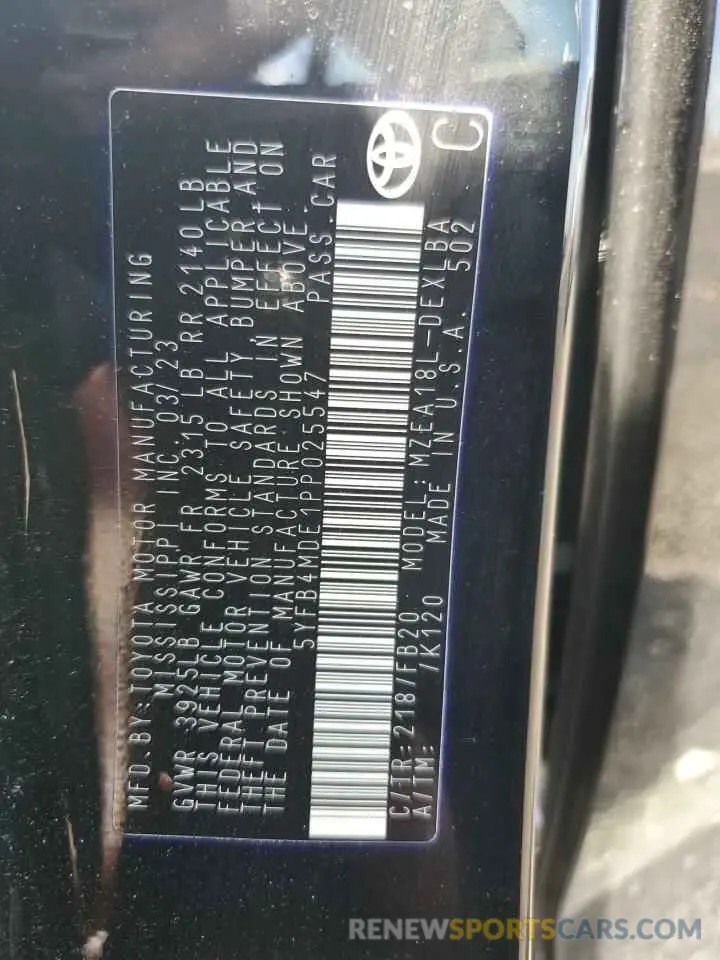 MFD. BY: TOYOTA MOTOR MANUFACTURING
MISSISSIPPI INC. 03/23
GVWR 3925LB GAWR FR 2315LB RR 2140LB
THIS VEHICLE CONFORMS TO ALL APPLICABLE
FEDERAL MOTOR VEHICLE SAFETY BUMPER AND
THEFT PREVENTION STANDARDS IN EFFECT ON
THE DATE OF MANUFACTURE SHOWN ABOVE.
5YFB4MDE1PP025547 PASS. CAR
C/TR: 218 /FB20 MODEL: MZEA18L-DEXLBA
A/TM: /K120 MADE IN U.S.A. 502
C
RENEWSPORTSCARS.COM